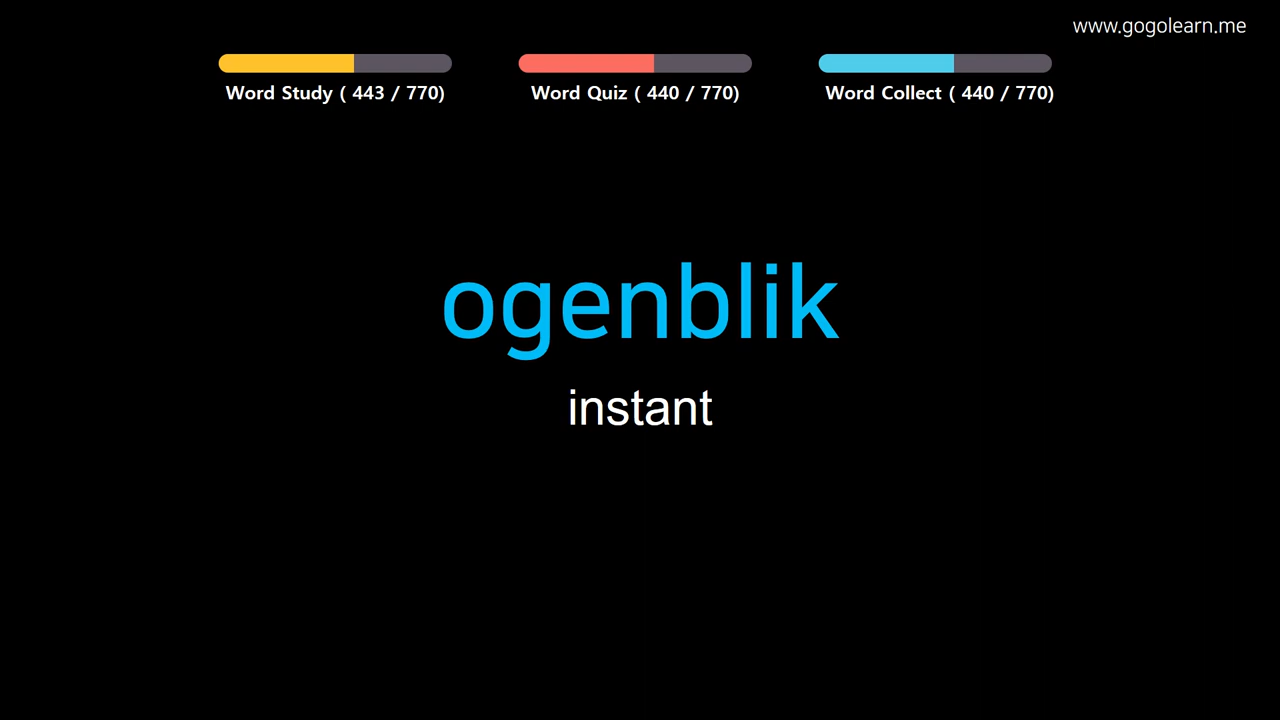 www.gogolearn.me
Word Study ( 443 / 770)
Word Quiz ( 440 / 770)
Word Collect ( 440 / 770)
ogenblik
instant